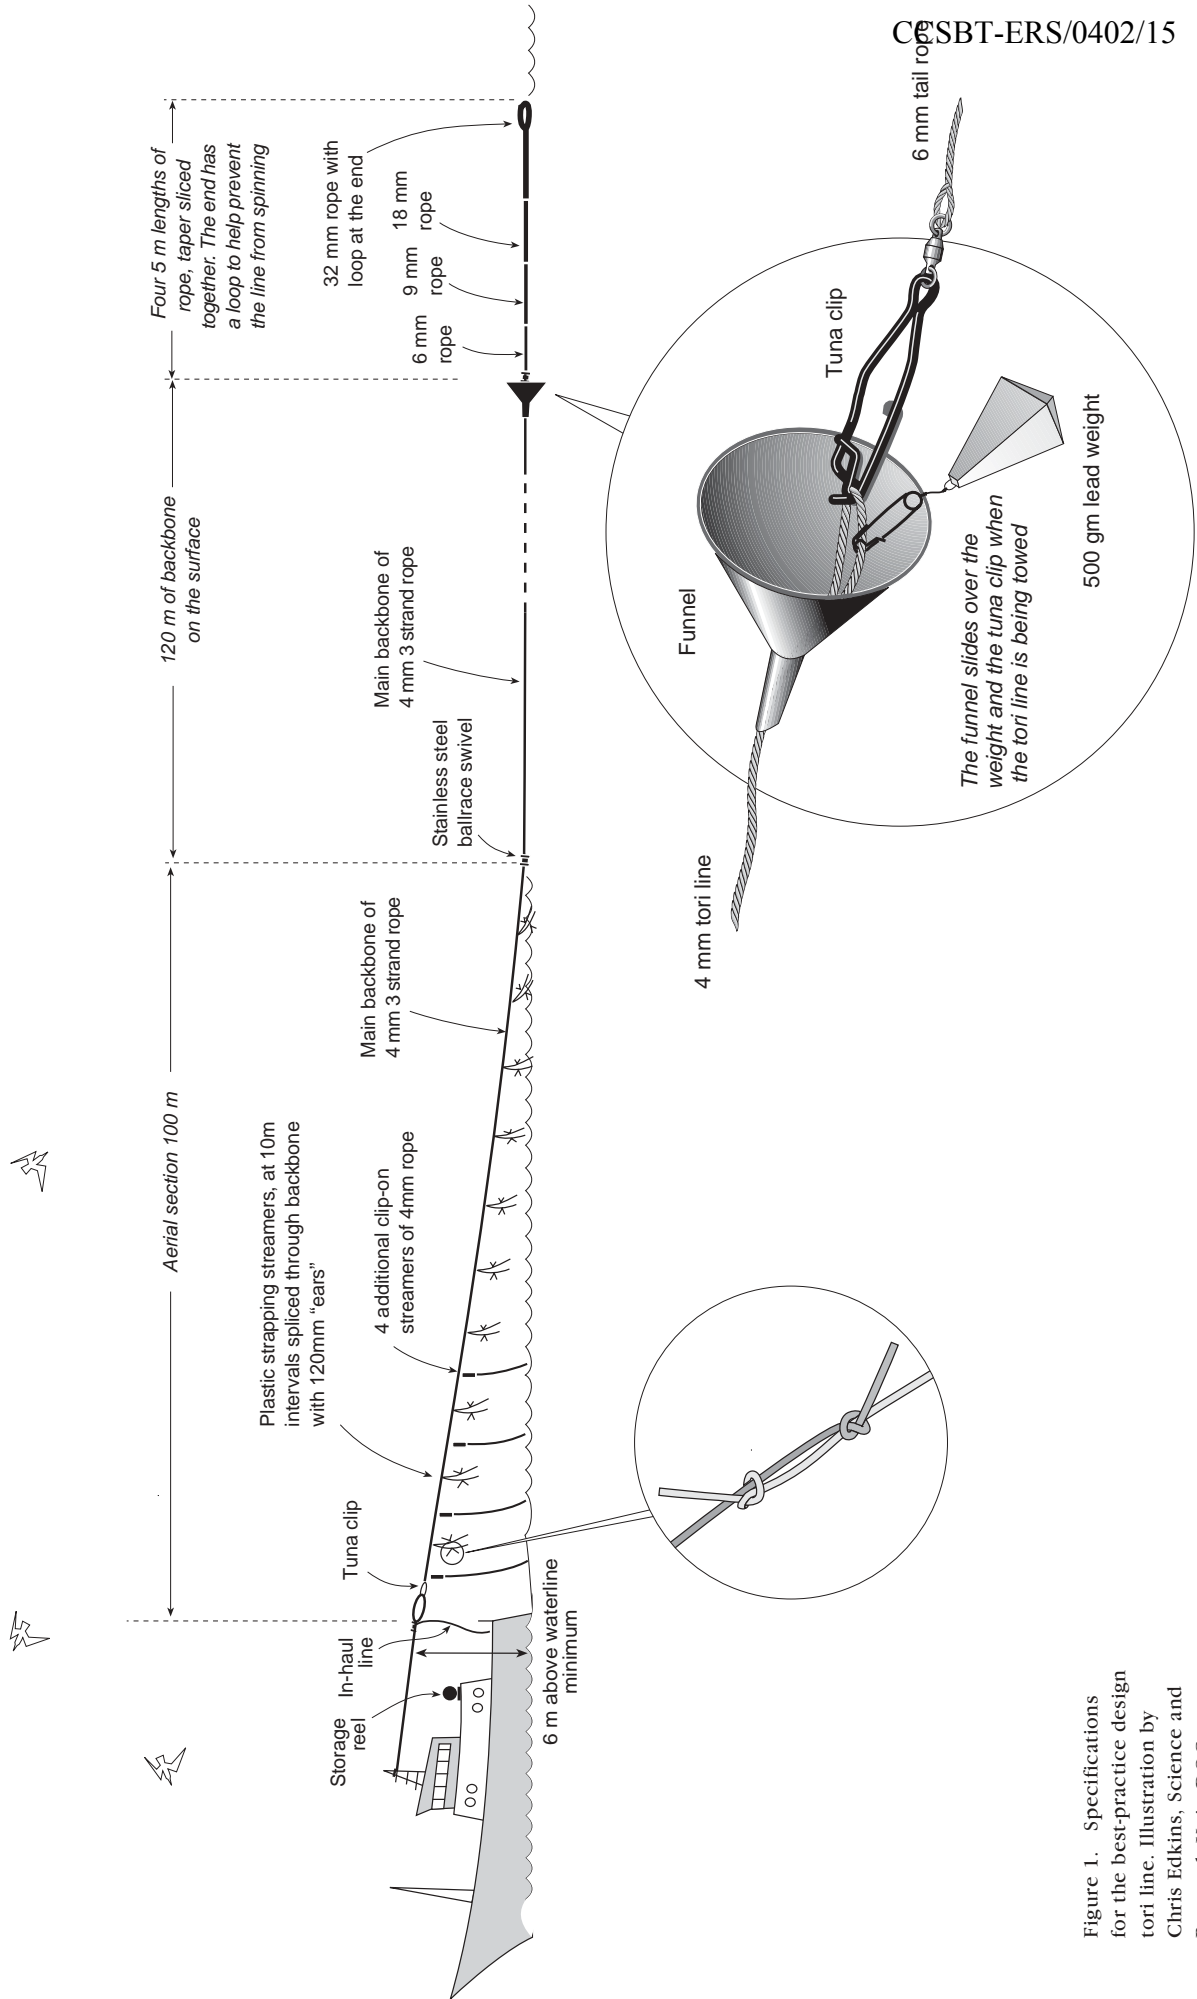 CCSBT-ERS/0402/15
Aerial section 100 m
120 m of backbone
on the surface
Four 5 m lengths of
rope, taper sliced
together. The end has
a loop to help prevent
the line from spinning
Plastic strapping streamers, at 10m
intervals spliced through backbone
with 120mm “ears”
Storage
reel
In-haul
line
Tuna clip
4 additional clip-on
streamers of 4mm rope
Main backbone of
4 mm 3 strand rope
Stainless steel
ballrace swivel
Main backbone of
4 mm 3 strand rope
6 mm
rope
9 mm
rope
18 mm
rope
32 mm rope with
loop at the end
6 m above waterline
minimum
4 mm tori line
Funnel
Tuna clip
6 mm tail rope
The funnel slides over the
weight and the tuna clip when
the tori line is being towed
500 gm lead weight
Figure 1. Specifications
for the best-practice design
tori line. Illustration by
Chris Edkins, Science and